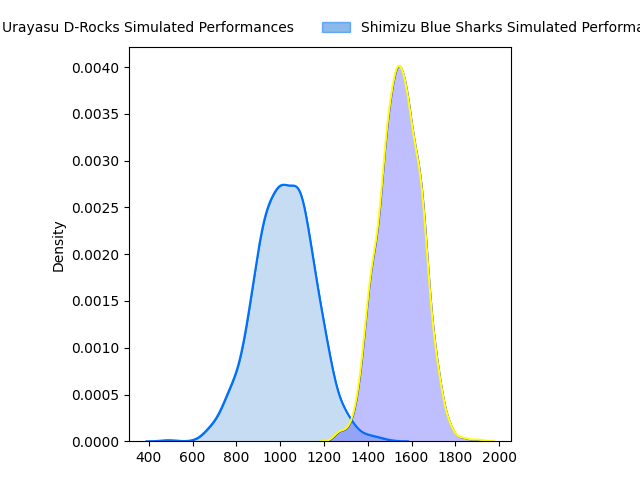 Urayasu D-Rocks Simulated Performances
Shimizu Blue Sharks Simulated Performa
0.0040
0.0035
0.0030
0.0025
0.0020
0.0015
0.0010
0.0005
0.0000
Density
400 600 800 1000 1200 1400 1600 1800 2000